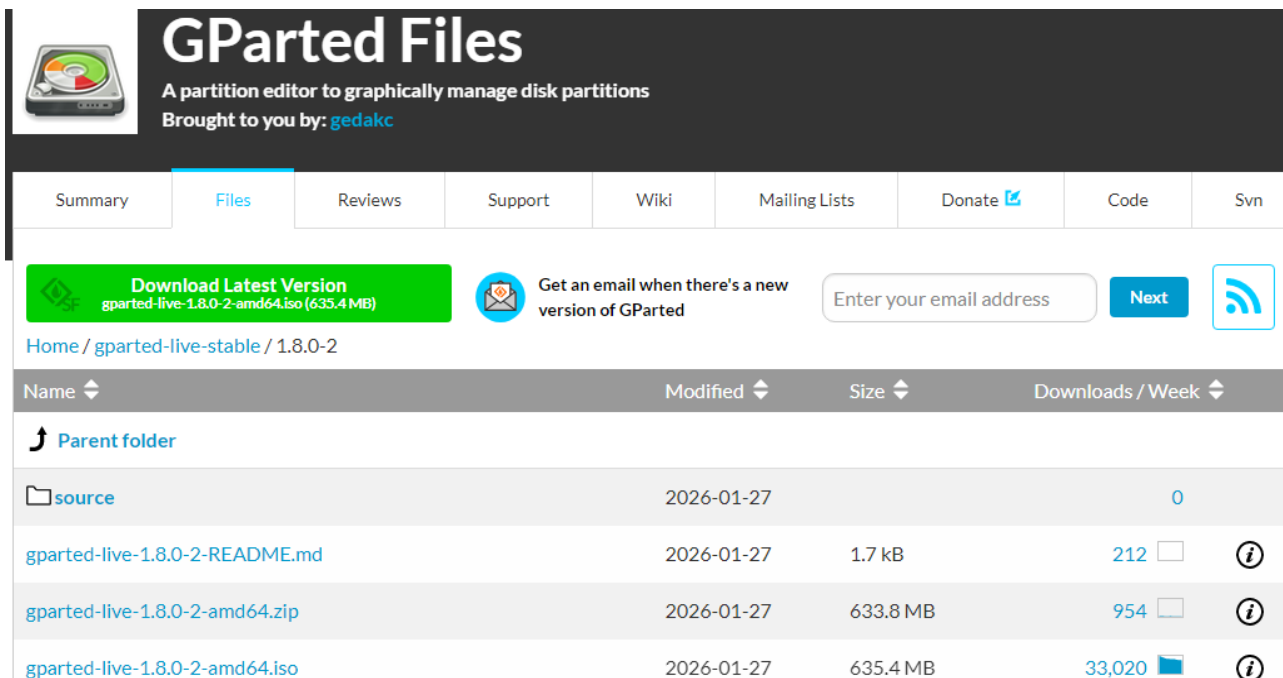 GParted Files
A partition editor to graphically manage disk partitions
Brought to you by: gedakc
Summary
Files
Reviews
Support
Wiki
Mailing Lists
Donate
Code
Svn
Download Latest Version
gparted-live-1.8.0-2-amd64.iso (635.4 MB)
SF
Get an email when there's a new
version of GParted
Enter your email address
Next
Home / gparted-live-stable / 1.8.0-2
Name Modified Size Downloads / Week
Parent folder
source 2026-01-27 0
gparted-live-1.8.0-2-README.md 2026-01-27 1.7 kB 212
gparted-live-1.8.0-2-amd64.zip 2026-01-27 633.8 MB 954
gparted-live-1.8.0-2-amd64.iso 2026-01-27 635.4 MB 33,020